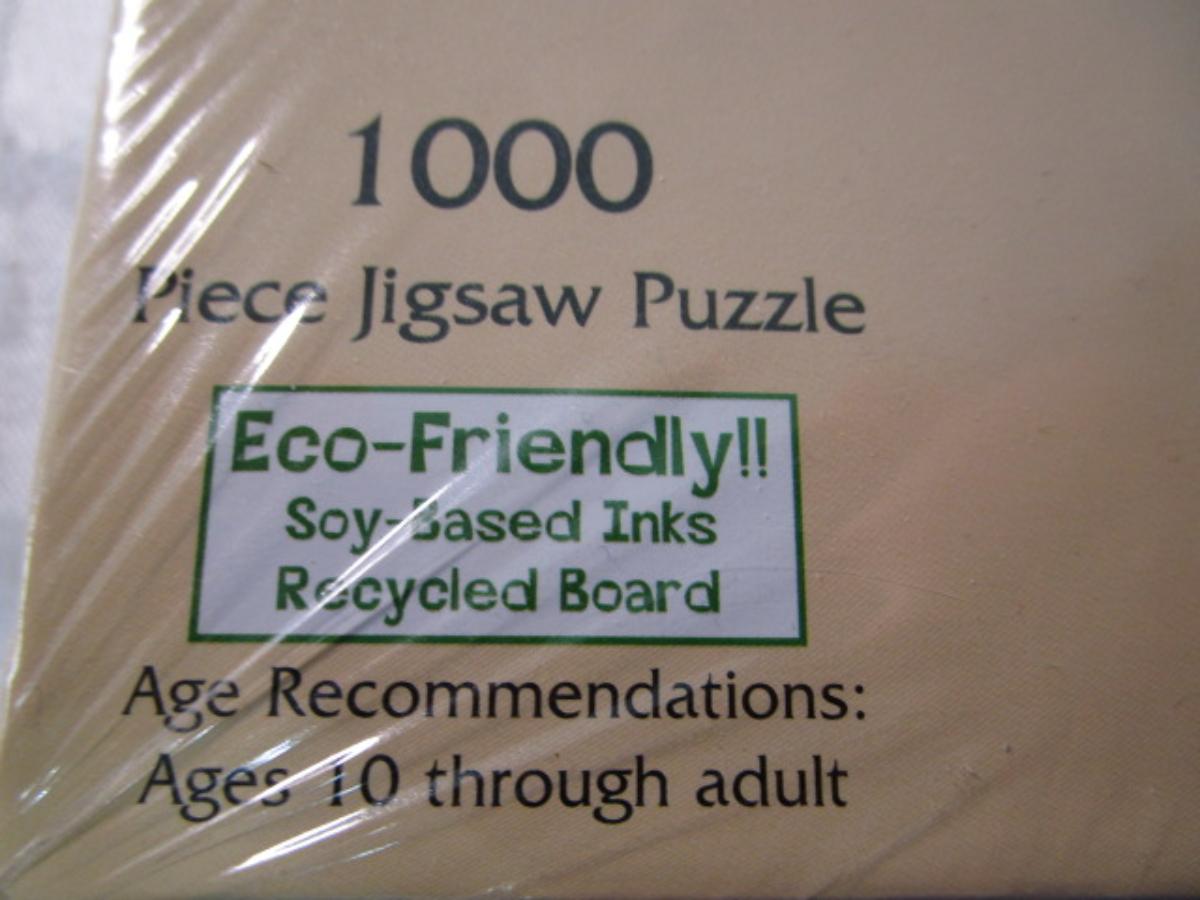 1000
Piece Jigsaw Puzzle
Eco-Friendly!!
Soy-Based Inks
Recycled Board
Age Recommendations:
Ages 10 through adult